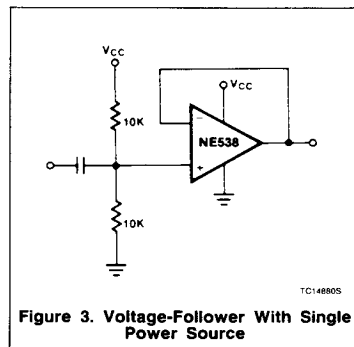 VCC
VCC
10K
−
NE538
+
10K
TC14880S
Figure 3. Voltage-Follower With Single
Power Source